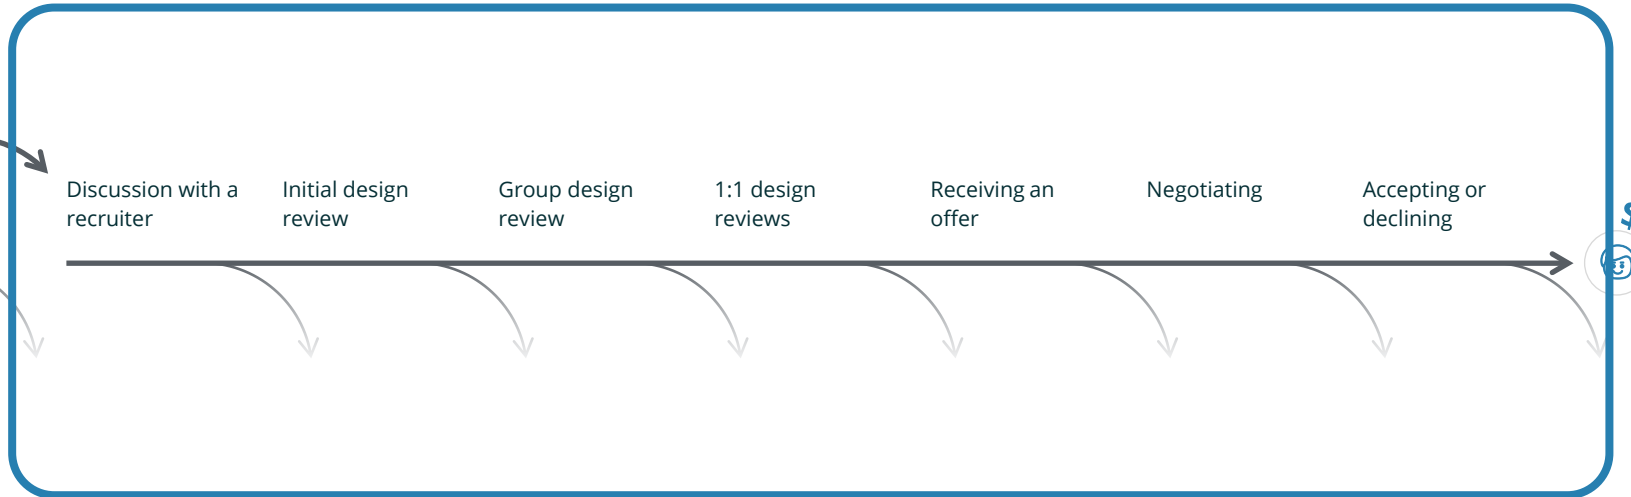 Discussion with a
recruiter
Initial design
review
Group design
review
1:1 design
reviews
Receiving an
offer
Negotiating
Accepting or
declining